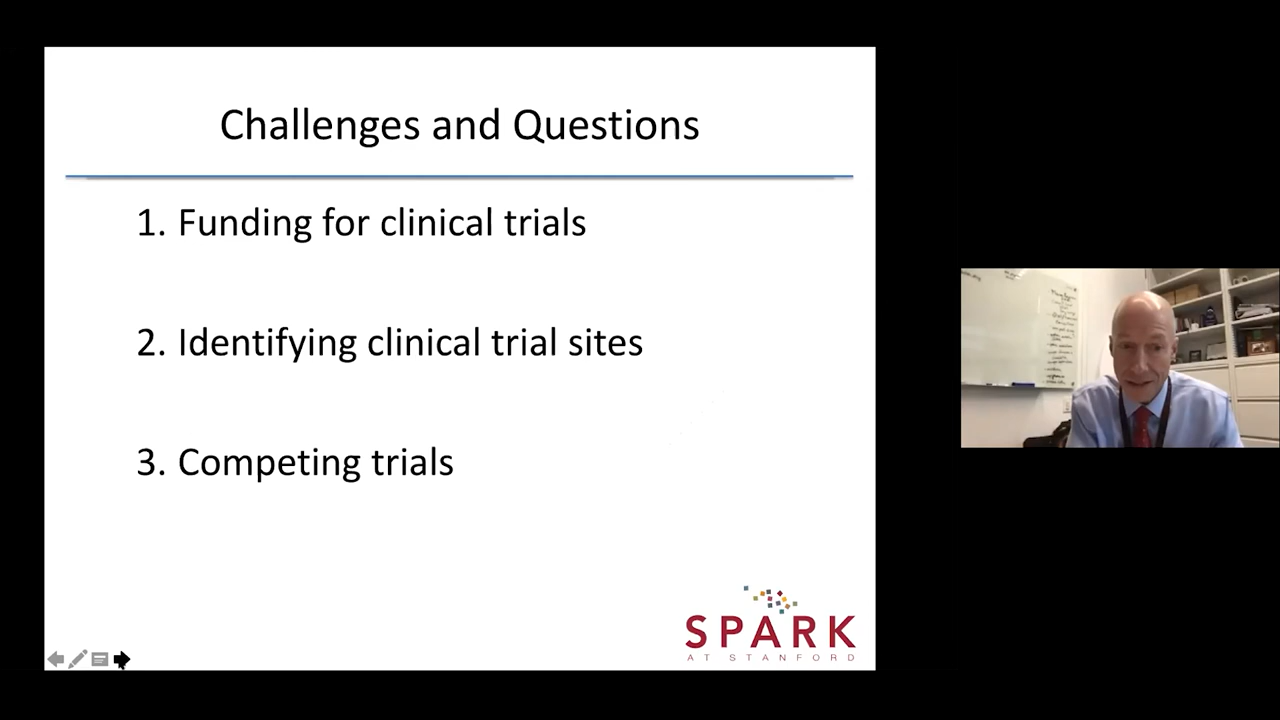 Challenges and Questions
1. Funding for clinical trials
2. Identifying clinical trial sites
3. Competing trials
SPARK
AT STANFORD